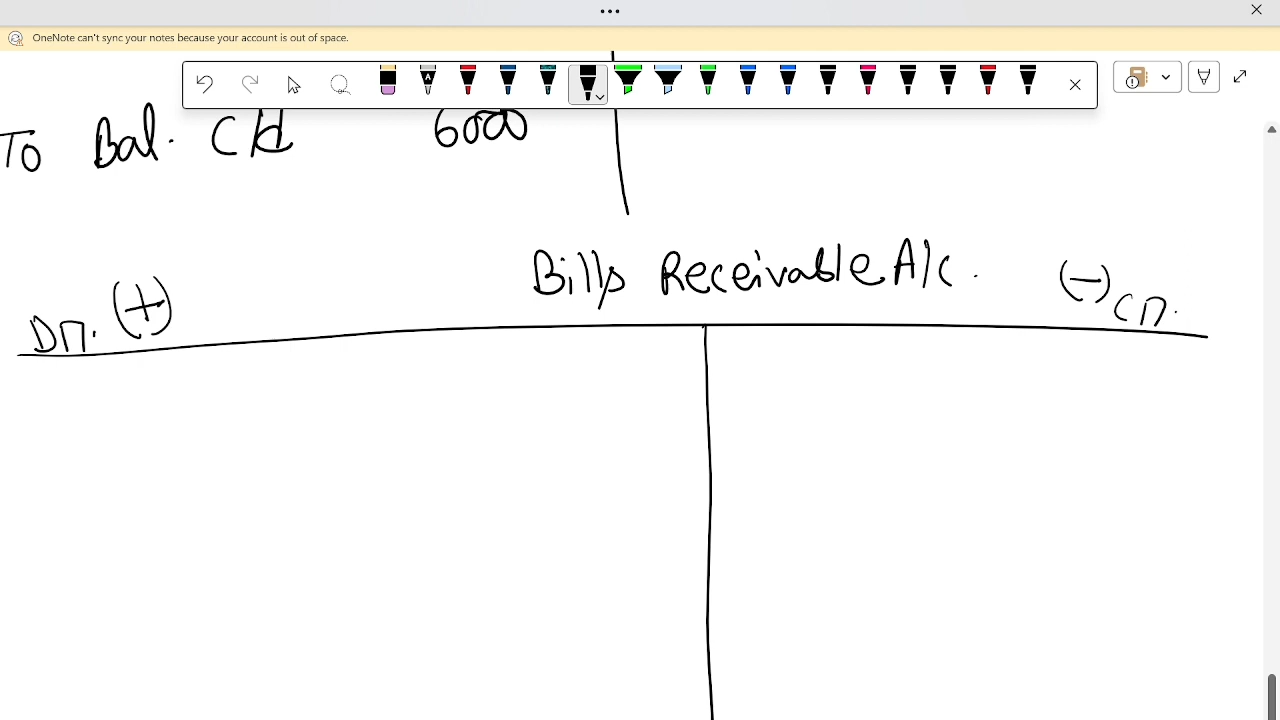 OneNote can't sync your notes because your account is out of space.
A
To Bal. C/d 6000
Bills Receivable A/c.
Dr. (+) (-) Cr.